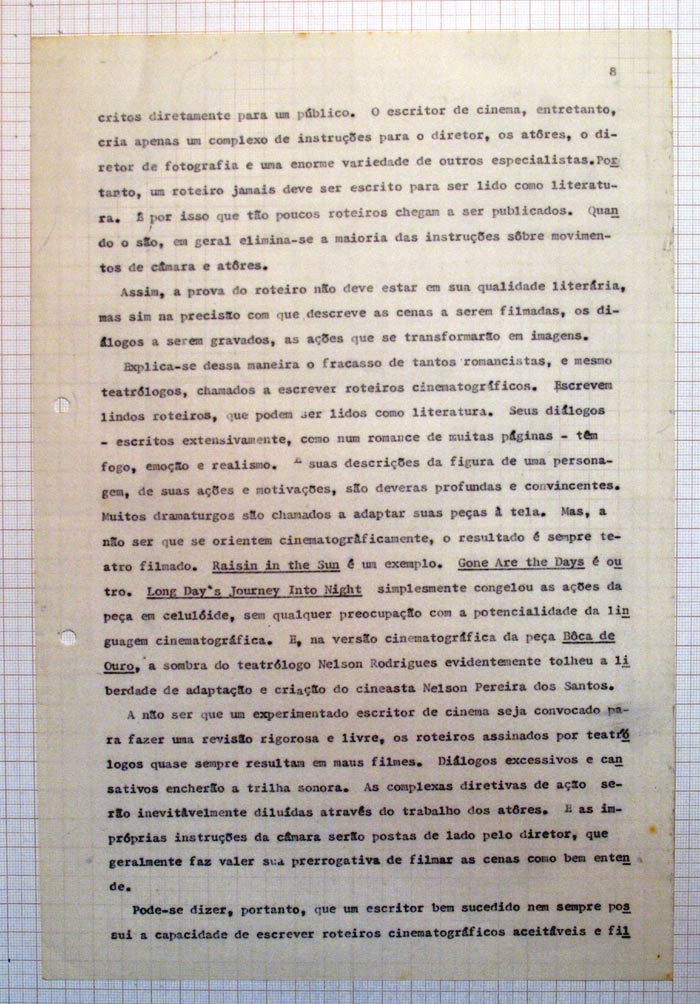 8
critos diretamente para um público. O escritor de cinema, entretanto,
cria apenas um complexo de instruções para o diretor, os atôres, o di-
retor de fotografia e uma enorme variedade de outros especialistas.Por
tanto, um roteiro jamais deve ser escrito para ser lido como literatu-
ra. E por isso que tão poucos roteiros chegam a ser publicados. Quan
do o são, em geral elimina-se a maioria das instruções sôbre movimen-
tos de câmara e atôres.
Assim, a prova do roteiro não deve estar em sua qualidade literária,
mas sim na precisão com que descreve as cenas a serem filmadas, os di-
álogos a serem gravados, as ações que se transformarão em imagens.
Explica-se dessa maneira o fracasso de tantos romancistas, e mesmo
teatrólogos, chamados a escrever roteiros cinematográficos. Escrevem
lindos roteiros, que podem ser lidos como literatura. Seus diálogos
- escritos extensivamente, como num romance de muitas páginas - têm
fogo, emoção e realismo. E suas descrições da figura de uma persona-
gem, de suas ações e motivações, são deveras profundas e convincentes.
Muitos dramaturgos são chamados a adaptar suas peças à tela. Mas, a
não ser que se orientem cinematogràficamente, o resultado é sempre te-
atro filmado. Raisin in the Sun é um exemplo. Gone Are the Days é ou
tro. Long Day's Journey Into Night simplesmente congelou as ações da
peça em celulóide, sem qualquer preocupação com a potencialidade da lin
guagem cinematográfica. E, na versão cinematográfica da peça Bôca de
Ouro, a sombra do teatrólogo Nelson Rodrigues evidentemente tolheu a li
berdade de adaptação e criação do cineasta Nelson Pereira dos Santos.
A não ser que um experimentado escritor de cinema seja convocado pa-
ra fazer uma revisão rigorosa e livre, os roteiros assinados por teatró
logos quase sempre resultam em maus filmes. Diálogos excessivos e can
sativos encherão a trilha sonora. As complexas diretivas de ação se-
rão inevitàvelmente diluídas através do trabalho dos atôres. E as im-
próprias instruções da câmara serão postas de lado pelo diretor, que
geralmente faz valer sua prerrogativa de filmar as cenas como bem enten
de.
Pode-se dizer, portanto, que um escritor bem sucedido nem sempre pos
sui a capacidade de escrever roteiros cinematográficos aceitáveis e fil